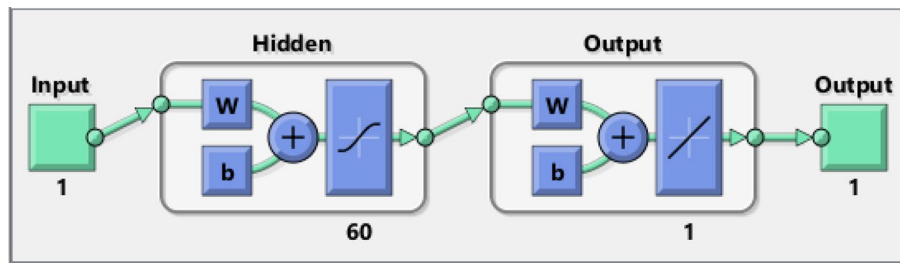 Hidden Output
Input Output
W W
+ +
b b
1 1
60 1